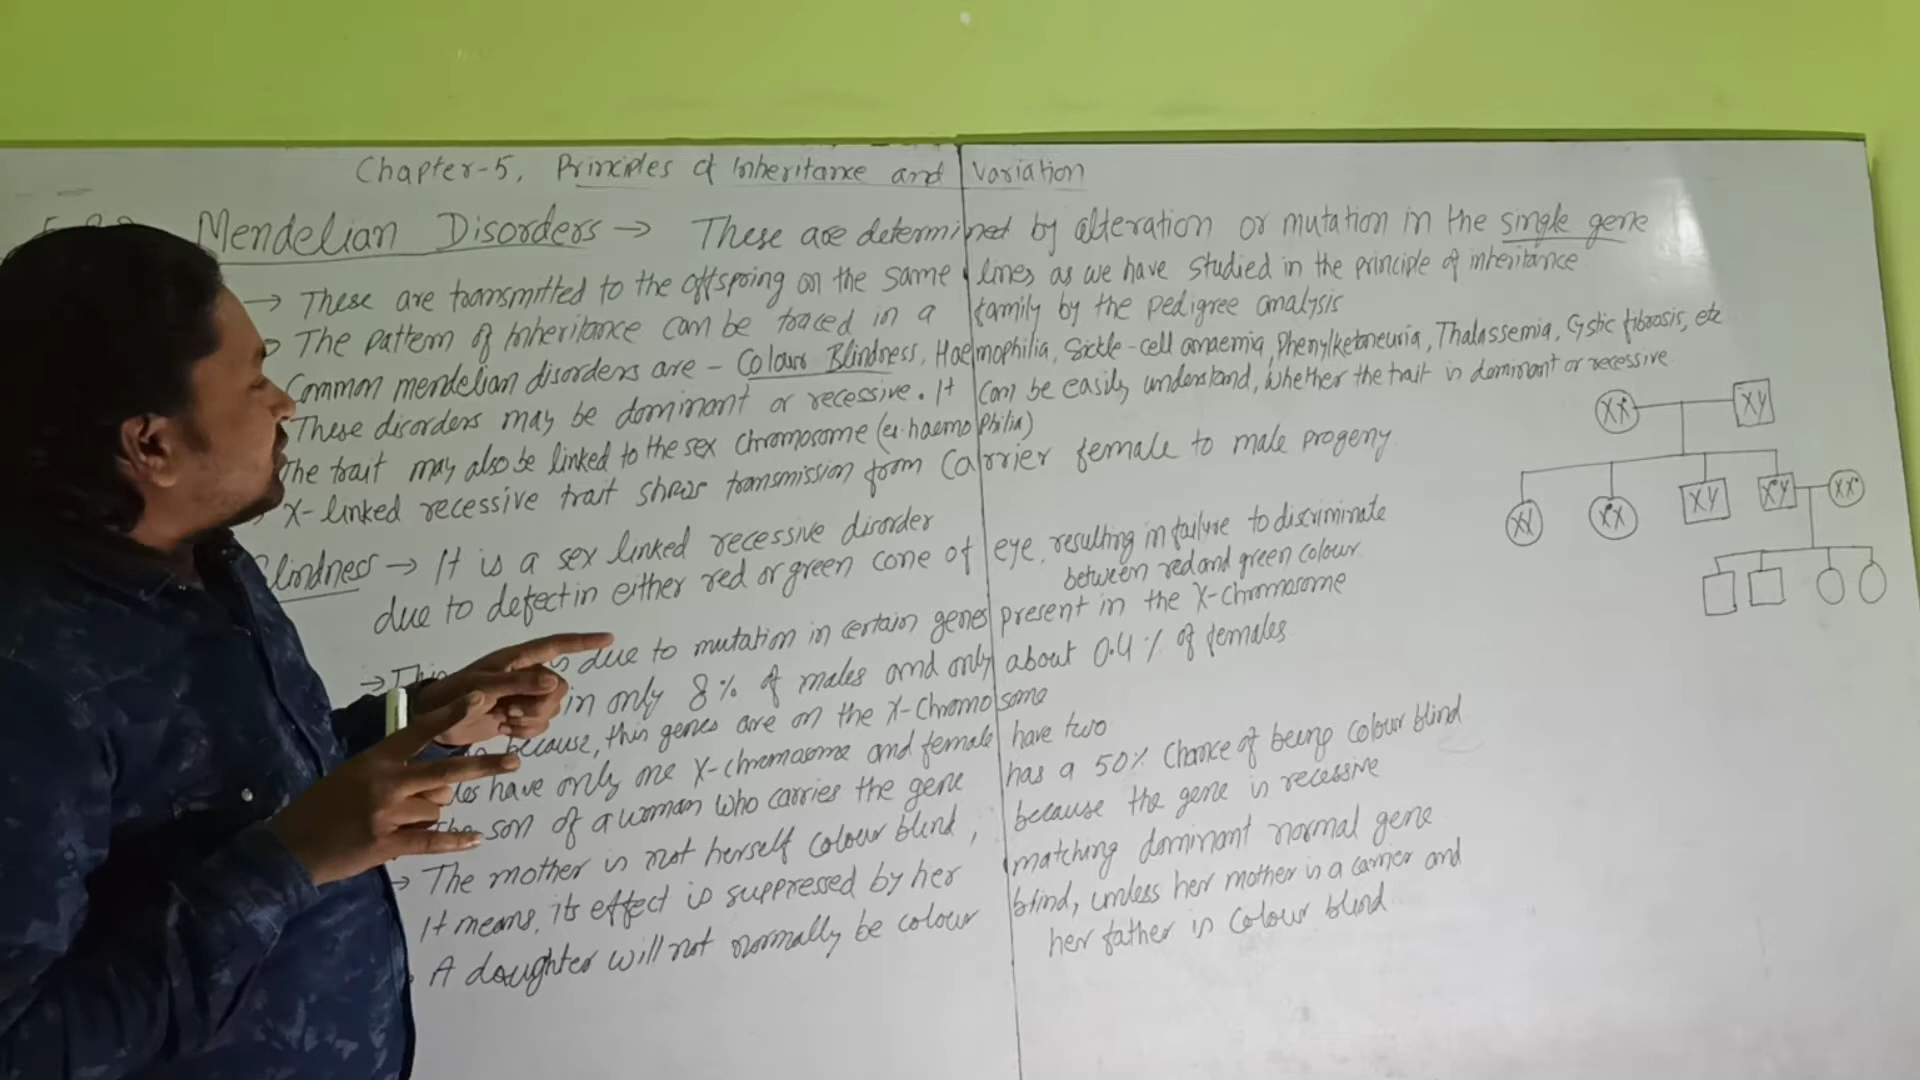 Chapter-5, Principles of Inheritance and Variation
Mendelian Disorders → These are determined by alteration or mutation in the single gene
→ These are transmitted to the offspring on the same lines as we have studied in the principle of inheritance
The pattern of Inheritance can be traced in a family by the pedigree analysis
Common mendelian disorders are - Colour Blindness, Haemophilia, Sickle-cell anaemia, Phenylketoneuria, Thalassemia, Cystic fibrosis, etc
These disorders may be dominant or recessive. It can be easily understand, whether the trait is dominant or recessive
The trait may also be linked to the sex chromosome (ex-haemophilia)
X-linked recessive trait shows transmission from carrier female to male progeny
lindness → It is a sex linked recessive disorder
due to defect in either red or green cone of eye, resulting in failure to discriminate
between red and green colour
→ This due to mutation in certain genes present in the X-chromosome
in only 8% of males and only about 0.4% of females
because, this genes are on the X-Chromosome
have only one X-chromosome and female have two
The son of a woman who carries the gene has a 50% chance of being colour blind
→ The mother is not herself colour blind, because the gene is recessive
It means, its effect is suppressed by her matching dominant normal gene
A daughter will not normally be colour blind, unless her mother is a carrier and
her father is colour blind
XX XY
XX XX XY XY XX